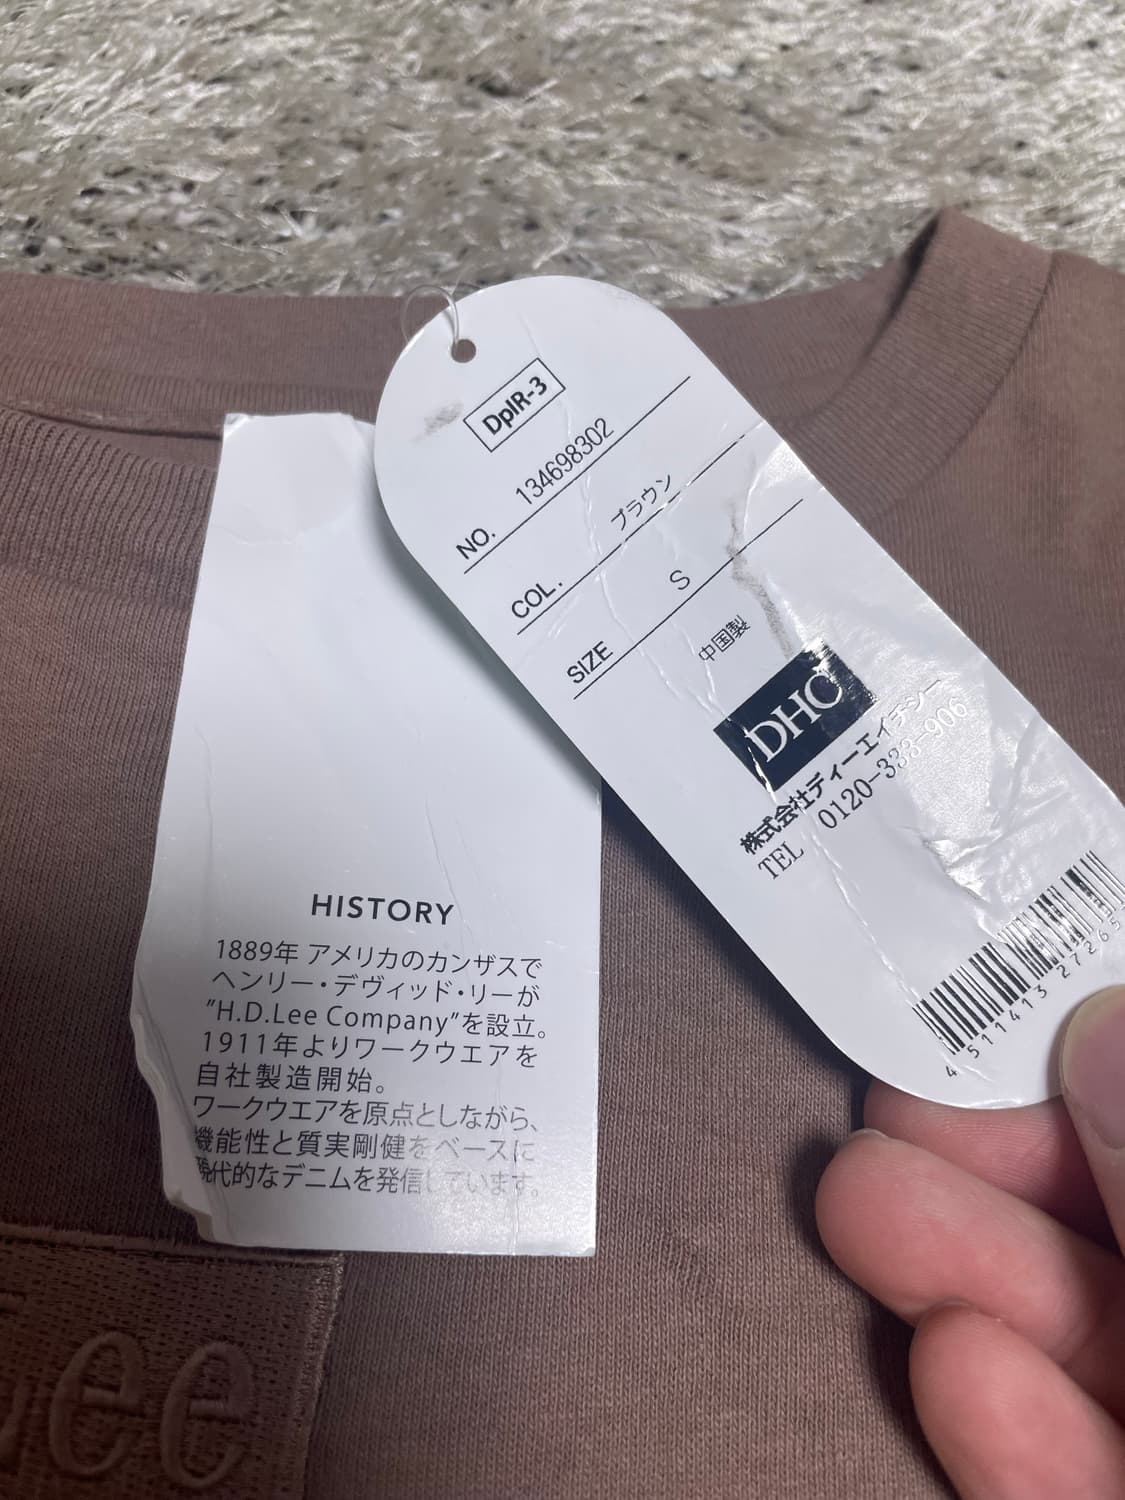 DpIR-3
NO. 134698302
COL. ブラウン
SIZE S
中国製
DHC
株式会社ディーエイチシー
TEL 0120-333-906
4 511413 27265
HISTORY
1889年 アメリカのカンザスで
ヘンリー・デヴィッド・リーが
"H.D.Lee Company"を設立。
1911年よりワークウエアを
自社製造開始。
ワークウエアを原点としながら、
機能性と質実剛健をベースに
現代的なデニムを発信しています。
Lee